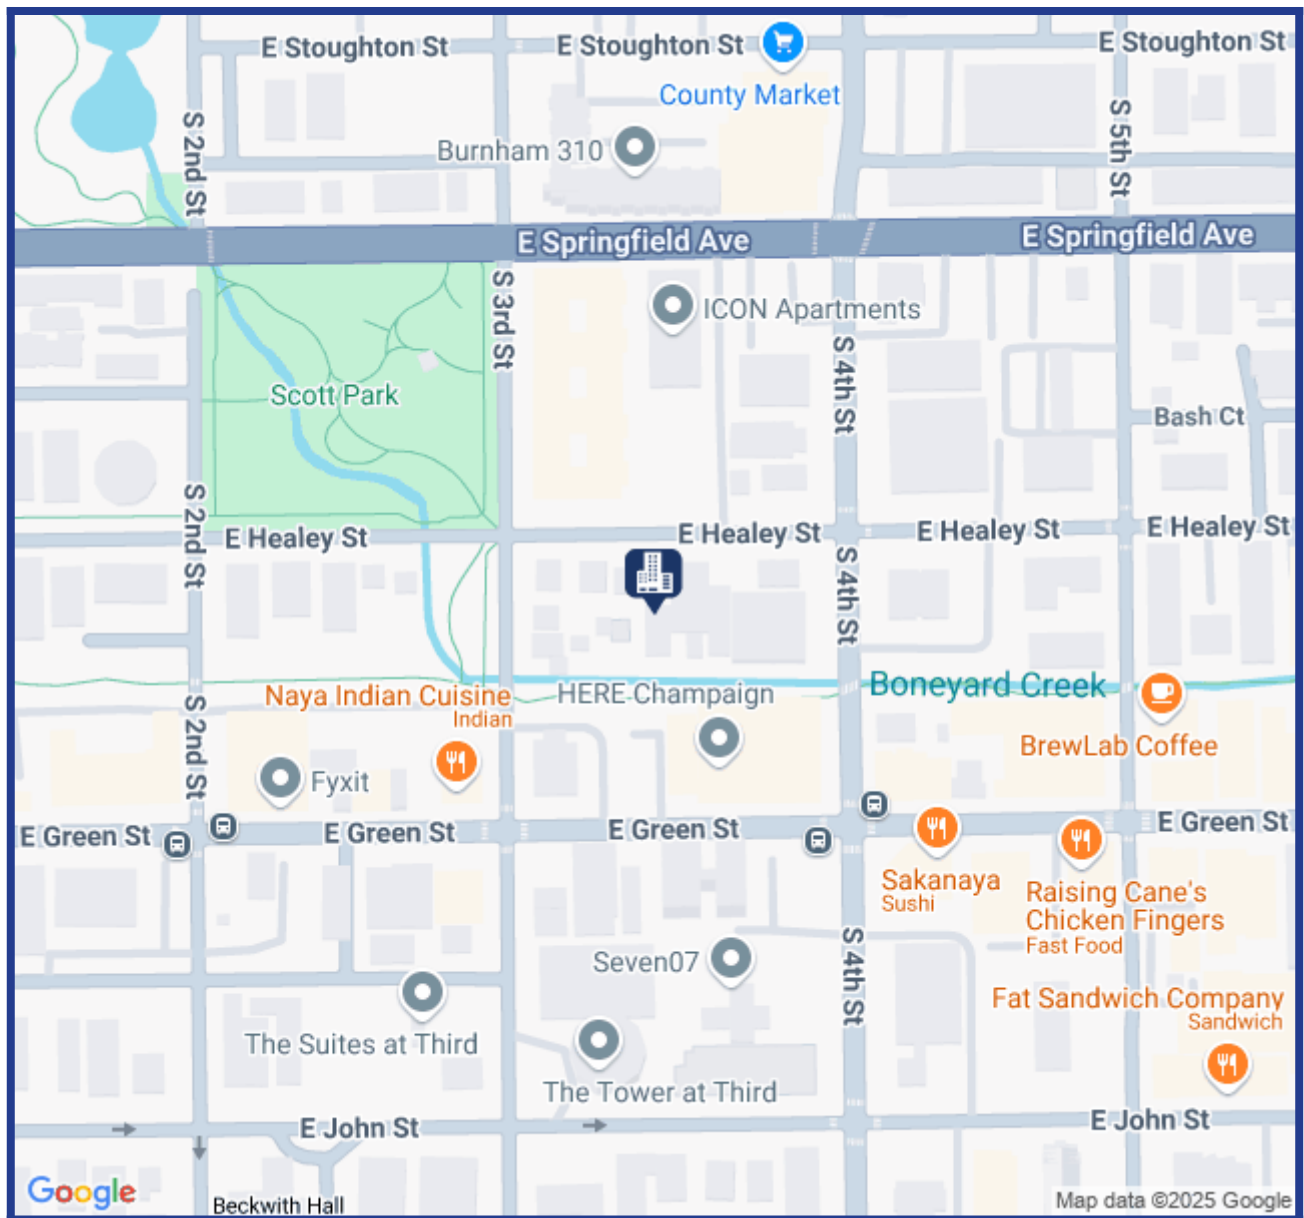 E Stoughton St
E Stoughton St
E Stoughton St
County Market
S 2nd St
S 5th St
Burnham 310
E Springfield Ave
E Springfield Ave
S 3rd St
ICON Apartments
S 4th St
Scott Park
Bash Ct
S 2nd St
E Healey St
E Healey St
E Healey St
E Healey St
S 4th St
Boneyard Creek
Naya Indian Cuisine
Indian
HERE Champaign
S 2nd St
BrewLab Coffee
Fyxit
E Green St
E Green St
E Green St
E Green St
Sakanaya
Sushi
Raising Cane's
Chicken Fingers
Fast Food
S 4th St
Seven07
Fat Sandwich Company
Sandwich
The Suites at Third
The Tower at Third
E John St
E John St
Google
Beckwith Hall
Map data ©2025 Google